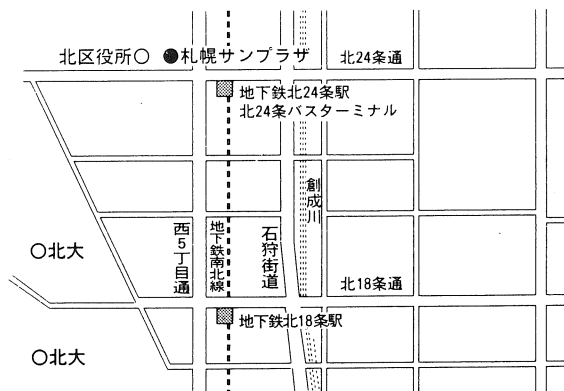 北区役所○ ●札幌サンプラザ
北24条通
地下鉄北24条駅
北24条バスターミナル
創成川
西5丁目通
地下鉄南北線
石狩街道
○北大
北18条通
地下鉄北18条駅
○北大